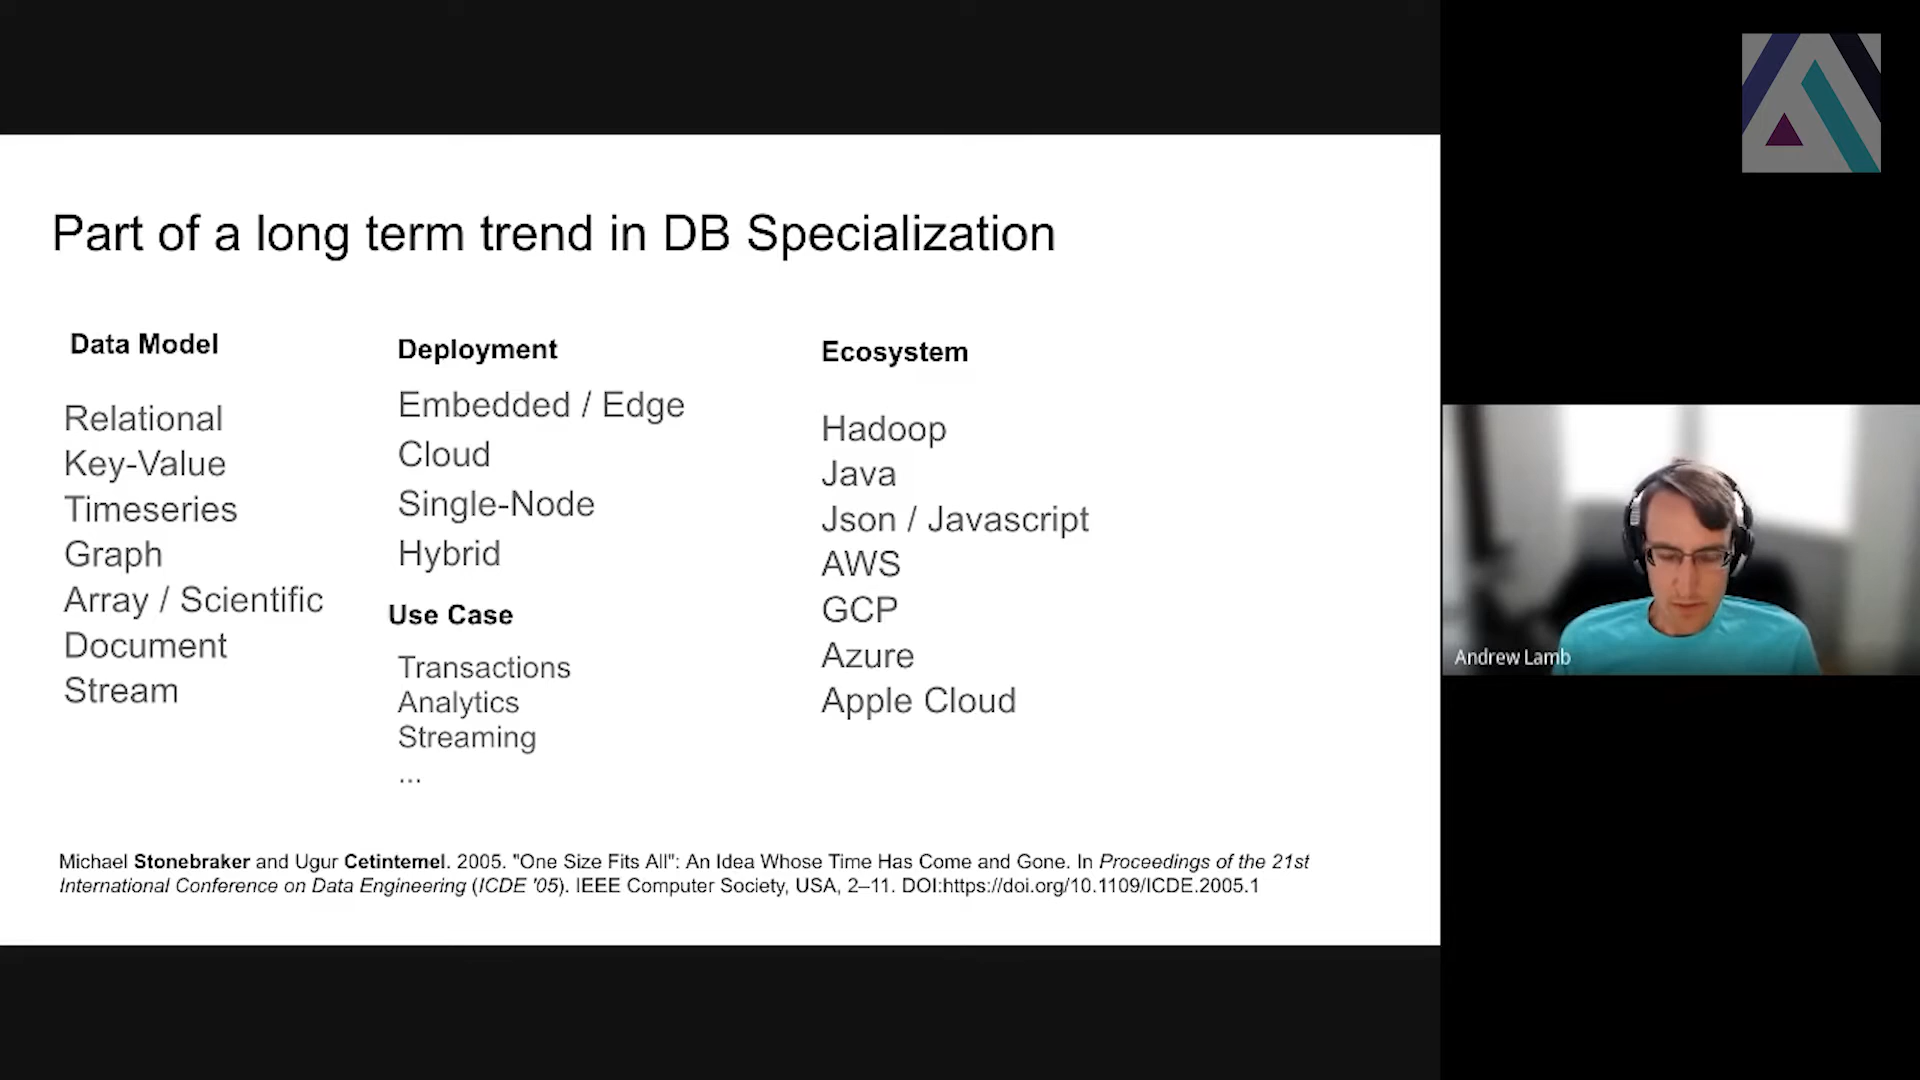 Part of a long term trend in DB Specialization
Data Model
Relational
Key-Value
Timeseries
Graph
Array / Scientific
Document
Stream
Deployment
Embedded / Edge
Cloud
Single-Node
Hybrid
Use Case
Transactions
Analytics
Streaming
...
Ecosystem
Hadoop
Java
Json / Javascript
AWS
GCP
Azure
Apple Cloud
Michael Stonebraker and Ugur Cetintemel. 2005. "One Size Fits All": An Idea Whose Time Has Come and Gone. In Proceedings of the 21st
International Conference on Data Engineering (ICDE '05). IEEE Computer Society, USA, 2–11. DOI:https://doi.org/10.1109/ICDE.2005.1
Andrew Lamb